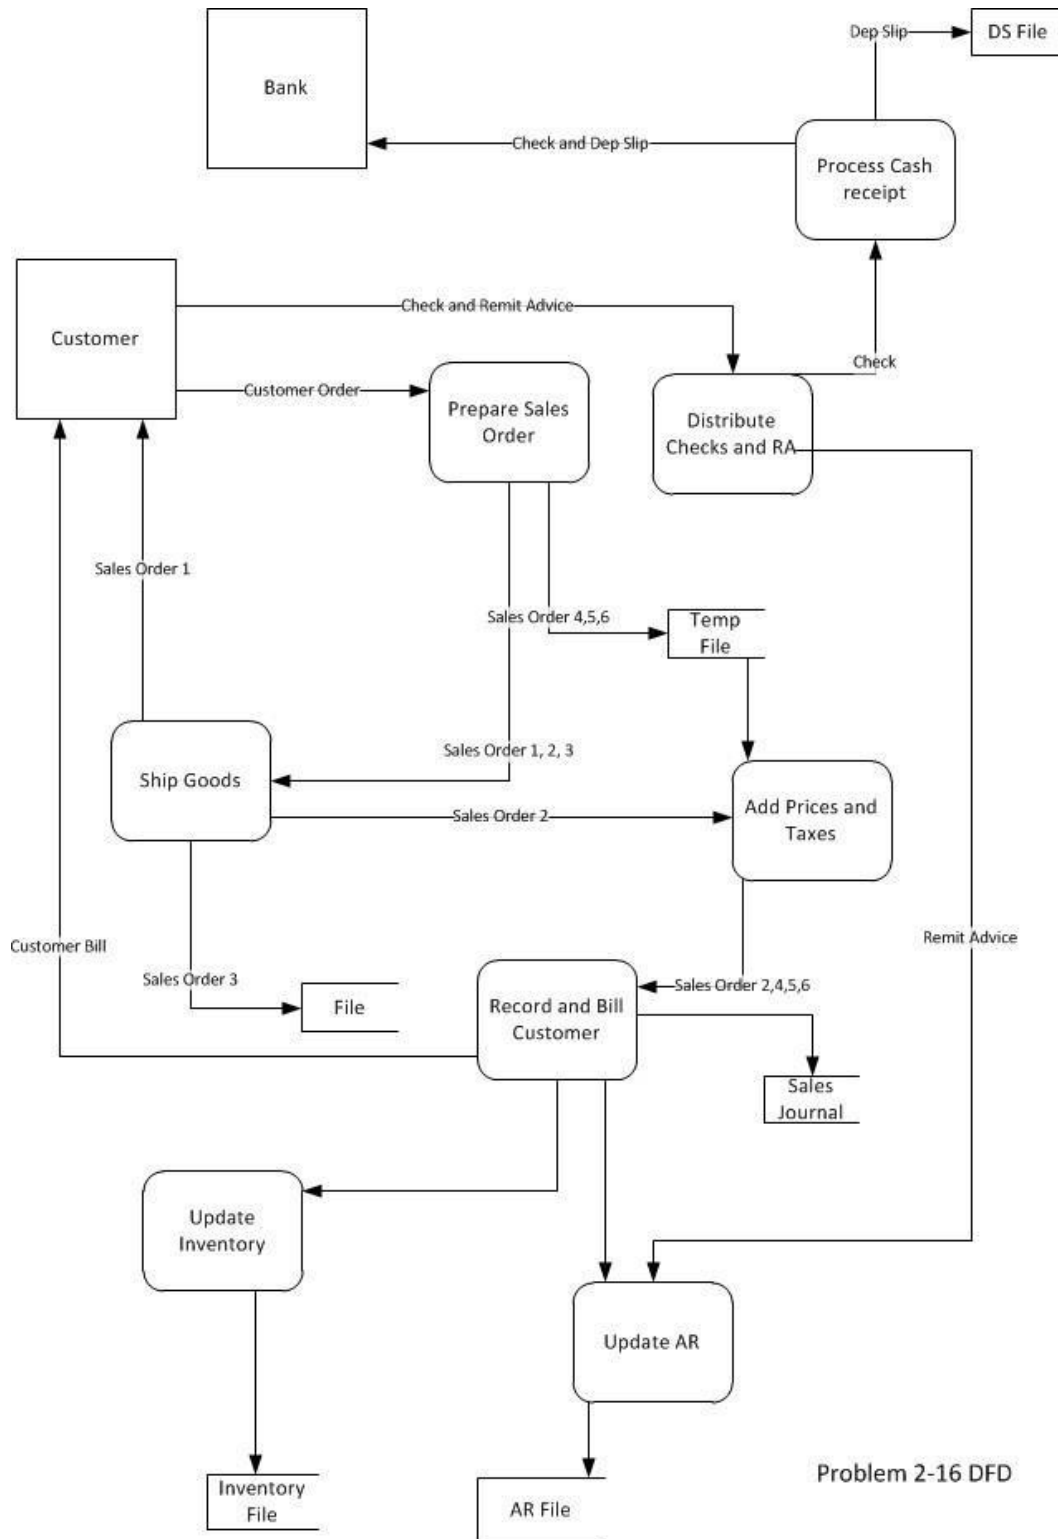 Dep Slip
DS File
Bank
Check and Dep Slip
Process Cash
receipt
Customer
Check and Remit Advice
Check
Customer Order
Prepare Sales
Order
Distribute
Checks and RA
Sales Order 1
Sales Order 4,5,6
Temp
File
Sales Order 1, 2, 3
Ship Goods
Sales Order 2
Add Prices and
Taxes
Customer Bill
Remit Advice
Sales Order 3
File
Sales Order 2,4,5,6
Record and Bill
Customer
Sales
Journal
Update
Inventory
Update AR
Inventory
File
AR File
Problem 2-16 DFD